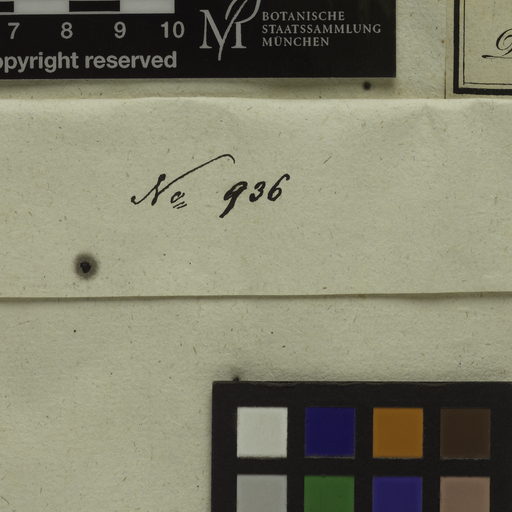 7 8 9 10
opyright reserved
M BOTANISCHE
STAATSSAMMLUNG
MÜNCHEN
No 936